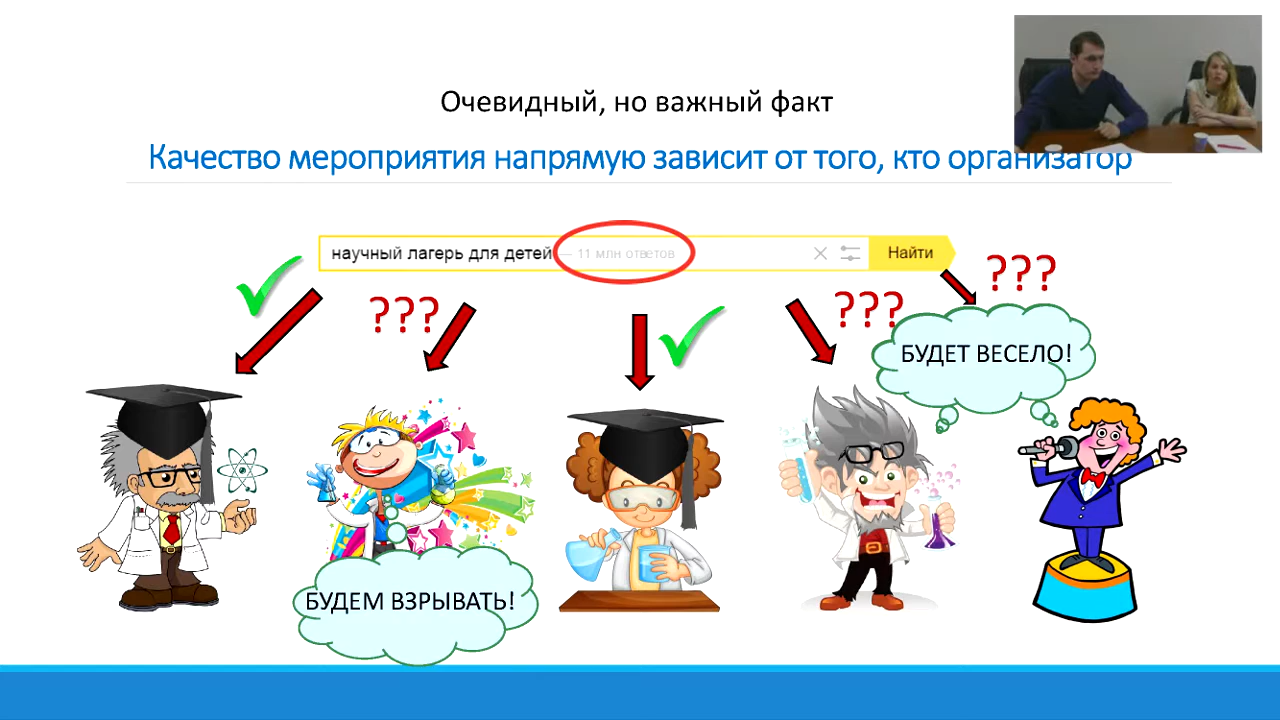 Очевидный, но важный факт
Качество мероприятия напрямую зависит от того, кто организатор
научный лагерь для детей — 11 млн ответов Найти
???
???
???
БУДЕТ ВЕСЕЛО!
БУДЕМ ВЗРЫВАТЬ!